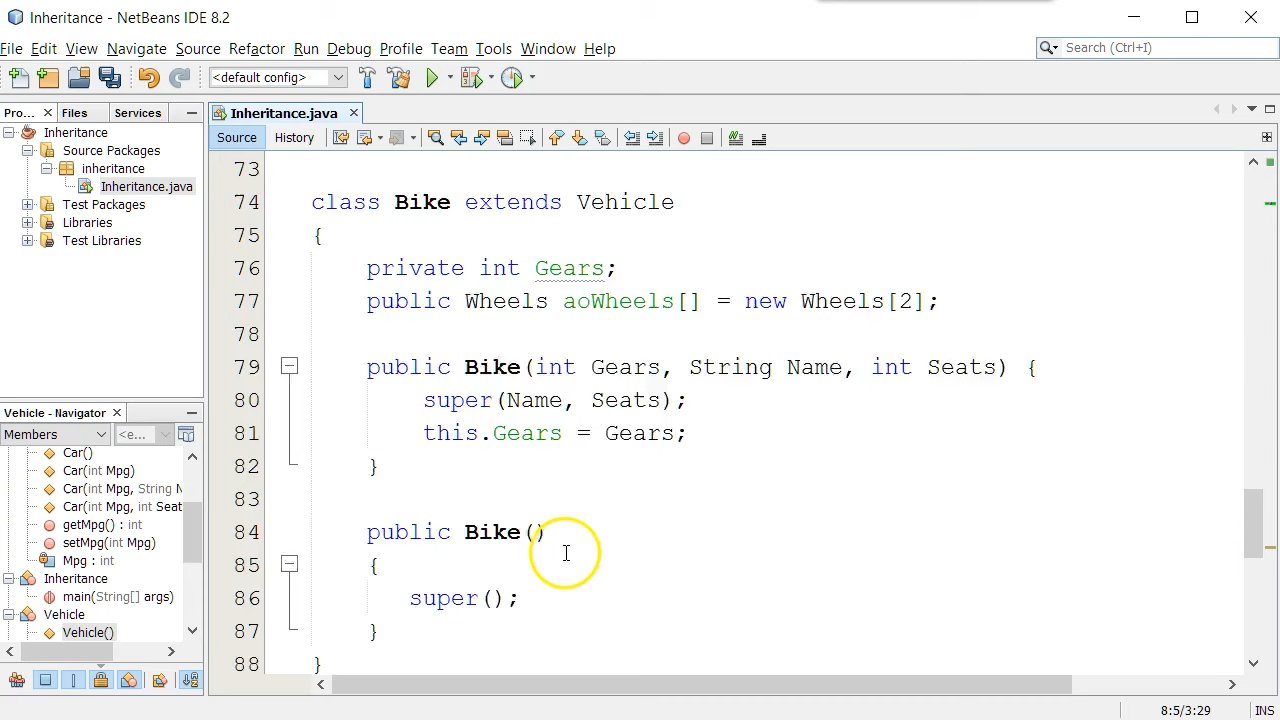 Inheritance - NetBeans IDE 8.2
File Edit View Navigate Source Refactor Run Debug Profile Team Tools Window Help
Search (Ctrl+I)
<default config>
Pro... Files Services
Inheritance.java
Source History
Inheritance
Source Packages
inheritance
Inheritance.java
Test Packages
Libraries
Test Libraries
73
74 class Bike extends Vehicle
75 {
76 private int Gears;
77 public Wheels aoWheels[] = new Wheels[2];
78
79 public Bike(int Gears, String Name, int Seats) {
80 super(Name, Seats);
81 this.Gears = Gears;
82 }
83
84 public Bike()
85 {
86 super();
87 }
88 }
Vehicle - Navigator
Members <e...
Car()
Car(int Mpg)
Car(int Mpg, String N
Car(int Mpg, int Seat
getMpg() : int
setMpg(int Mpg)
Mpg : int
Inheritance
main(String[] args)
Vehicle
Vehicle()
8:5/3:29 INS